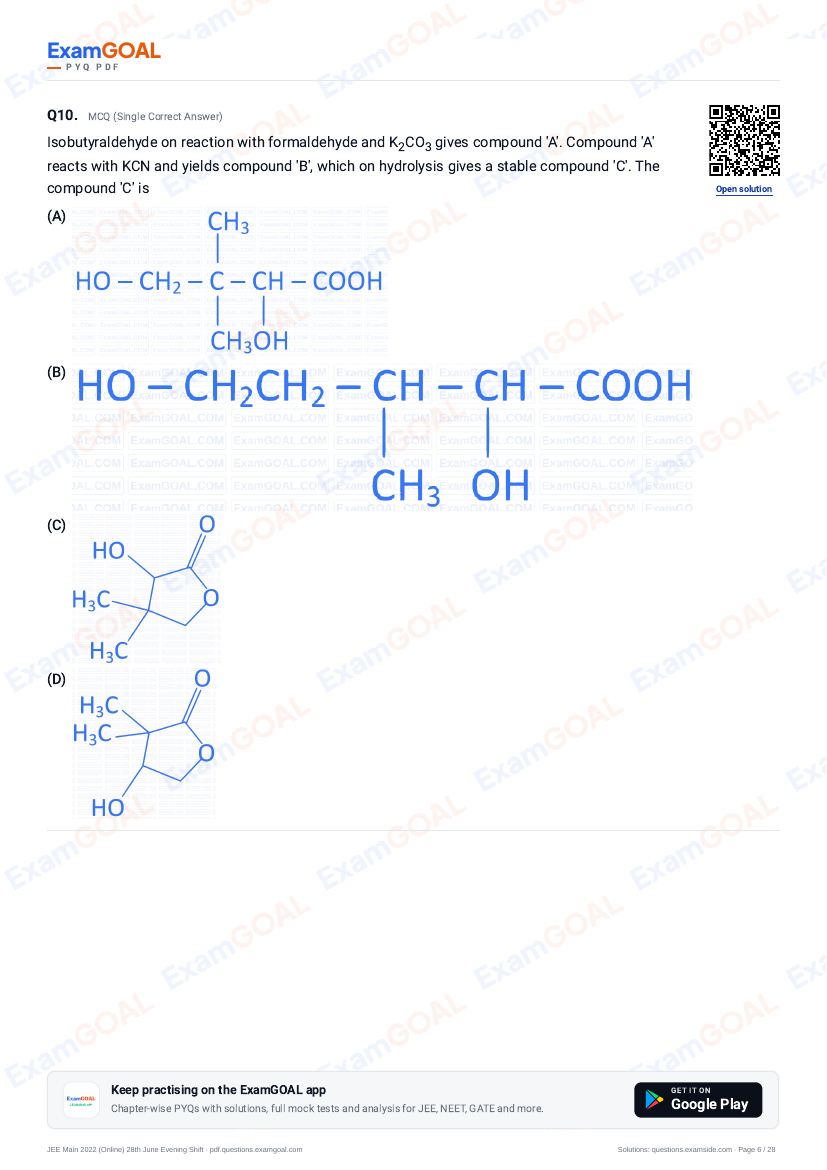 ExamGOAL
PYQ PDF
Q10. MCQ (Single Correct Answer)
Isobutyraldehyde on reaction with formaldehyde and K₂CO₃ gives compound 'A'. Compound 'A'
reacts with KCN and yields compound 'B', which on hydrolysis gives a stable compound 'C'. The
compound 'C' is
Open solution
(A)
CH₃
HO – CH₂ – C – CH – COOH
CH₃OH
(B)
HO – CH₂CH₂ – CH – CH – COOH
CH₃ OH
(C)
O
HO
H₃C
O
H₃C
(D)
O
H₃C
H₃C
O
HO
Keep practising on the ExamGOAL app
Chapter-wise PYQs with solutions, full mock tests and analysis for JEE, NEET, GATE and more.
GET IT ON
Google Play
JEE Main 2022 (Online) 28th June Evening Shift · pdf.questions.examgoal.com
Solutions: questions.examside.com · Page 6 / 28